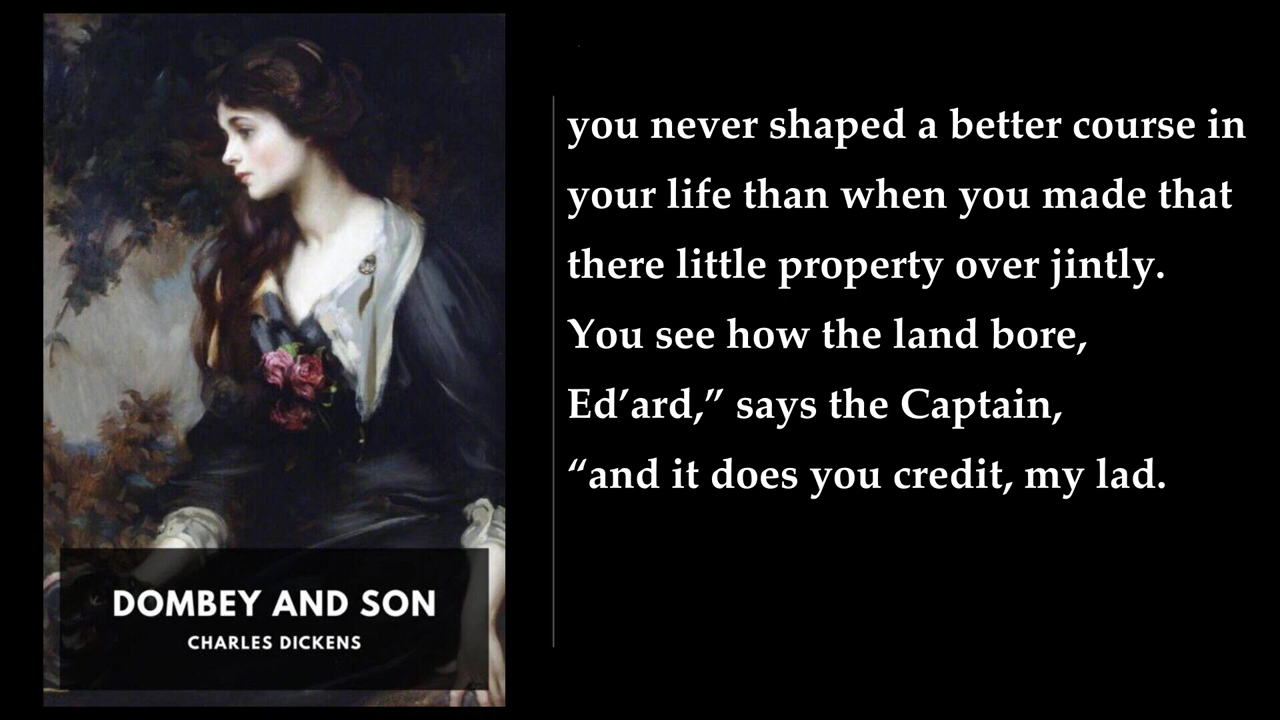 you never shaped a better course in
your life than when you made that
there little property over jintly.
You see how the land bore,
Ed’ard,” says the Captain,
“and it does you credit, my lad.
DOMBEY AND SON
CHARLES DICKENS